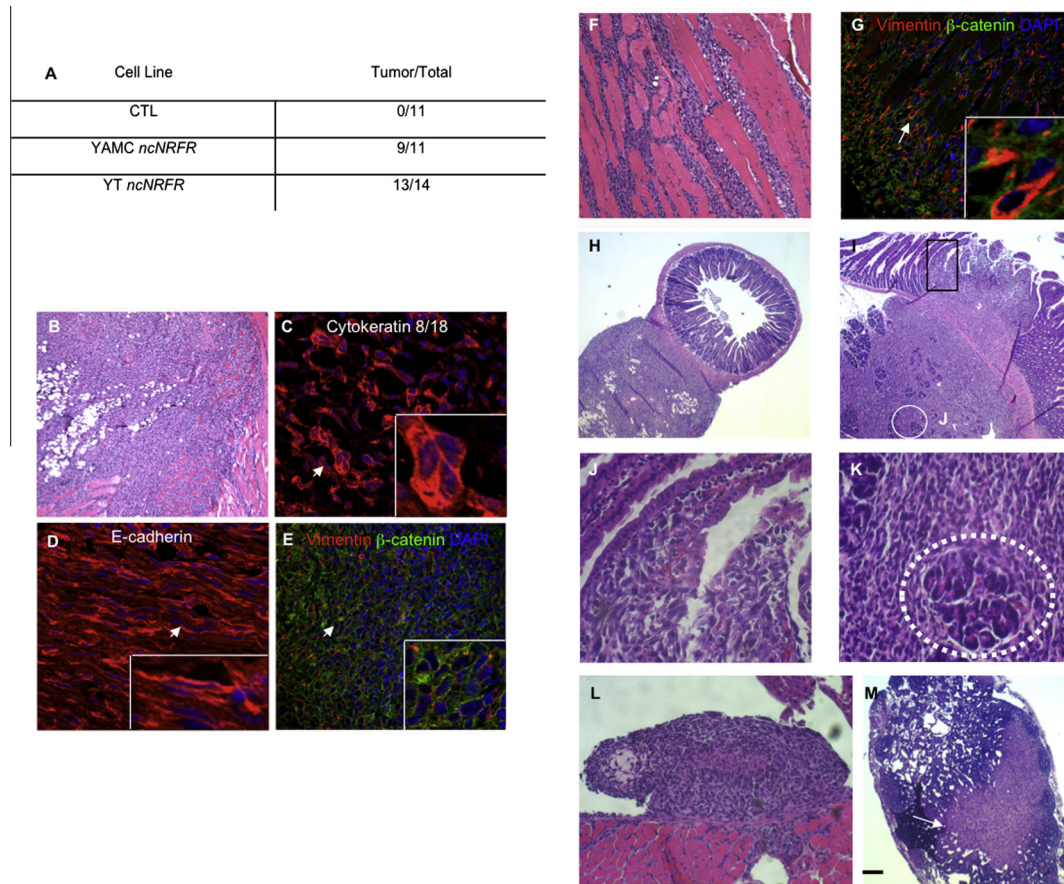 A Cell Line Tumor/Total
CTL 0/11
YAMC ncNRFR 9/11
YT ncNRFR 13/14
B
C Cytokeratin 8/18
D E-cadherin
E Vimentin β-catenin DAPI
F
G Vimentin β-catenin DAPI
H
I
J
J
K
L
M